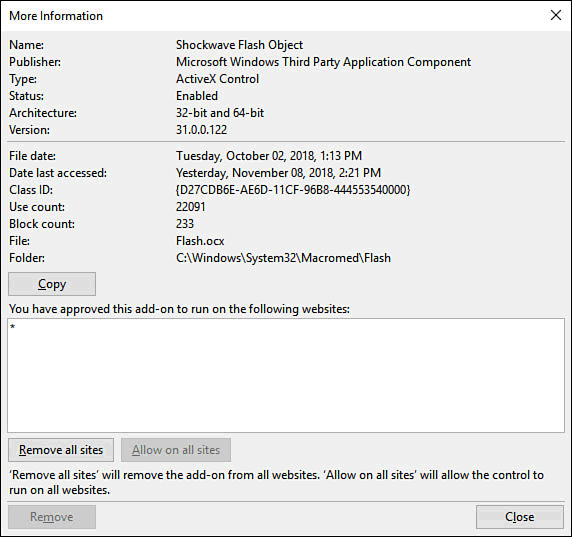 More Information
Name: Shockwave Flash Object
Publisher: Microsoft Windows Third Party Application Component
Type: ActiveX Control
Status: Enabled
Architecture: 32-bit and 64-bit
Version: 31.0.0.122
File date: Tuesday, October 02, 2018, 1:13 PM
Date last accessed: Yesterday, November 08, 2018, 2:21 PM
Class ID: {D27CDB6E-AE6D-11CF-96B8-444553540000}
Use count: 22091
Block count: 233
File: Flash.ocx
Folder: C:\Windows\System32\Macromed\Flash
Copy
You have approved this add-on to run on the following websites:
*
Remove all sites Allow on all sites
‘Remove all sites’ will remove the add-on from all websites. ‘Allow on all sites’ will allow the control to
run on all websites.
Remove Close